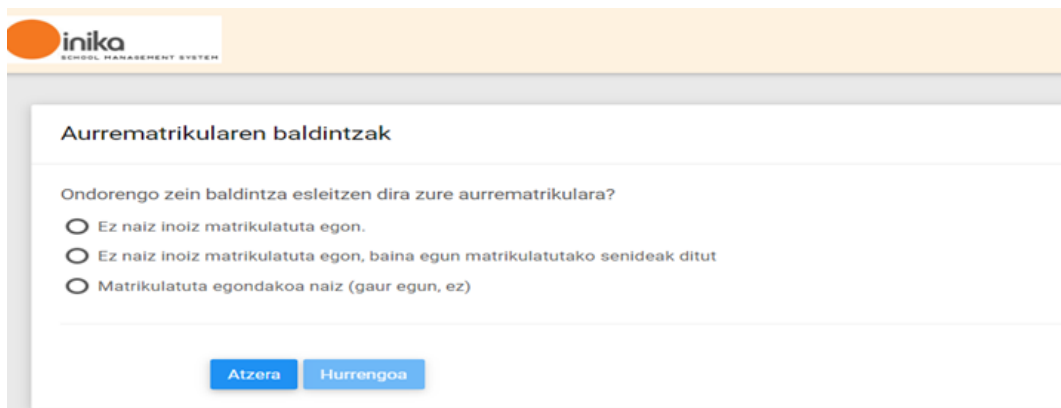 inika
SCHOOL MANAGEMENT SYSTEM
Aurrematrikularen baldintzak
Ondorengo zein baldintza esleitzen dira zure aurrematrikulara?
Ez naiz inoiz matrikulatuta egon.
Ez naiz inoiz matrikulatuta egon, baina egun matrikulatutako senideak ditut
Matrikulatuta egondakoa naiz (gaur egun, ez)
Atzera Hurrengoa